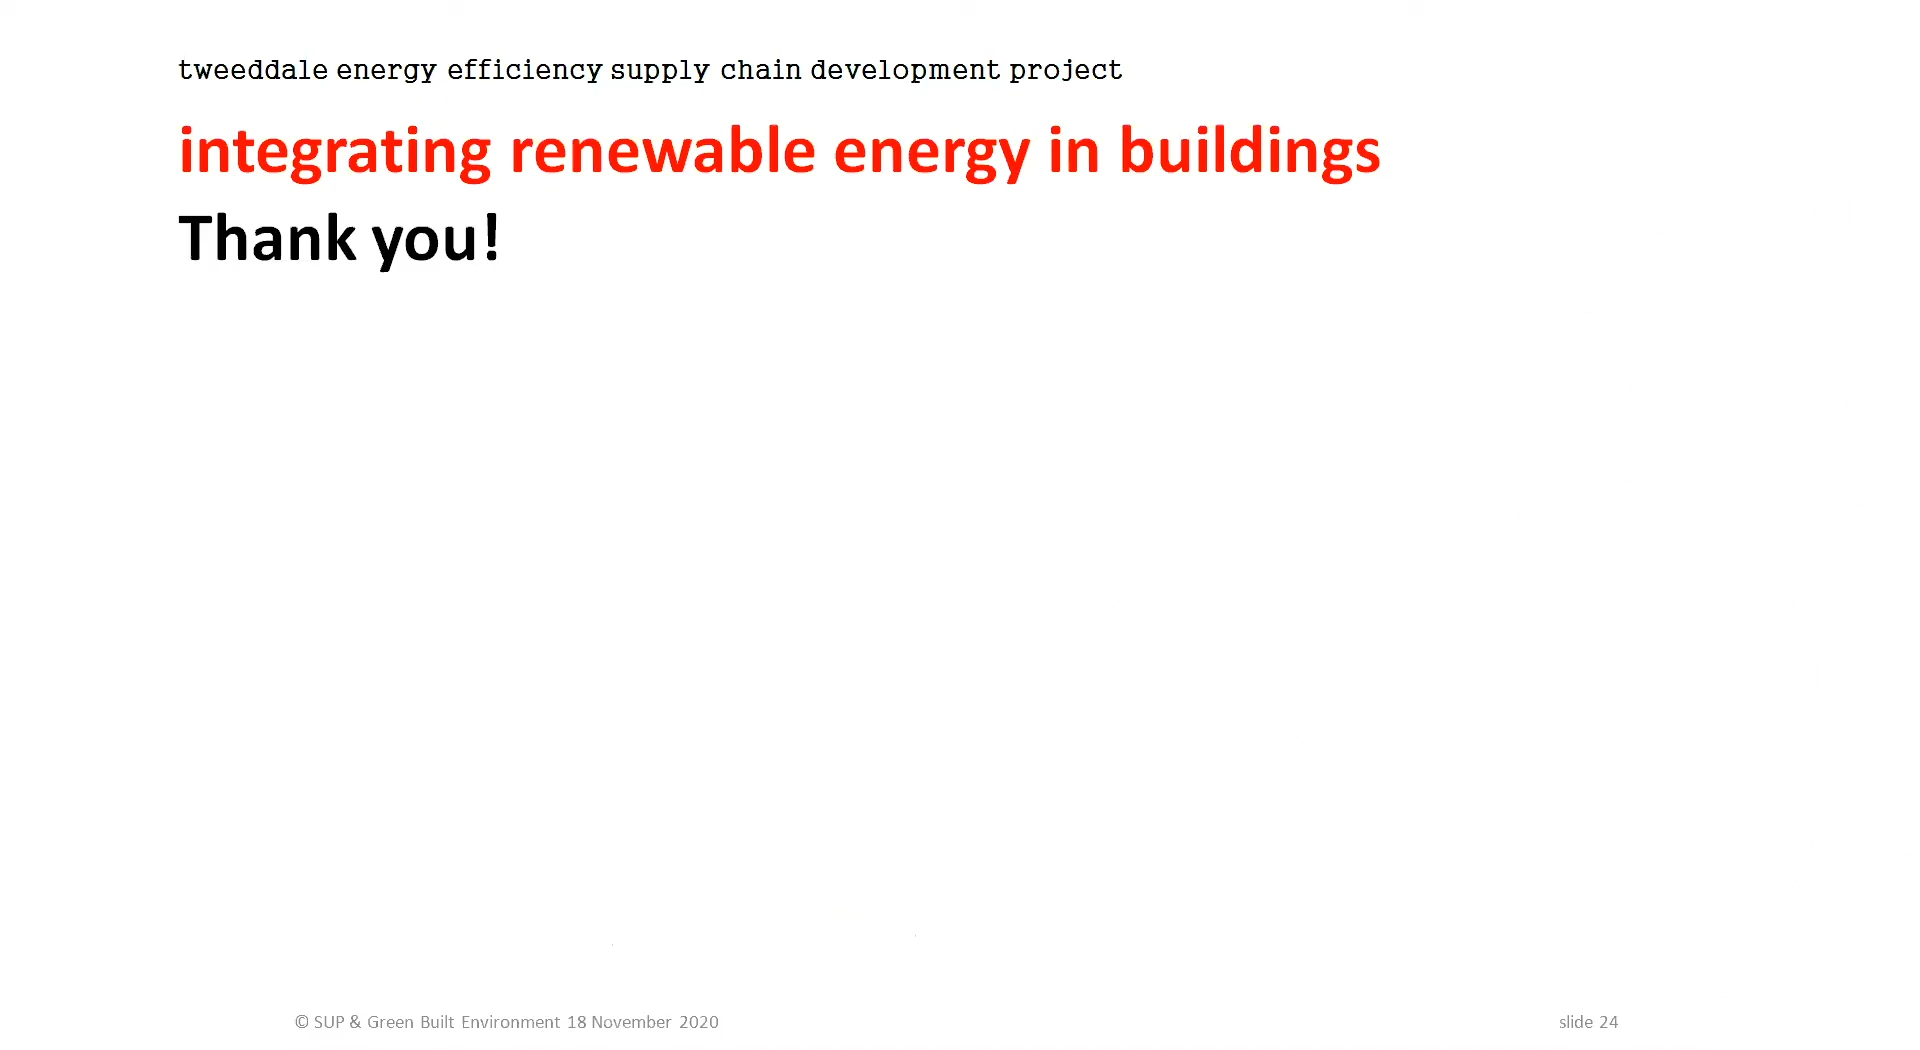 tweeddale energy efficiency supply chain development project
integrating renewable energy in buildings
Thank you!
© SUP & Green Built Environment 18 November 2020
slide 24